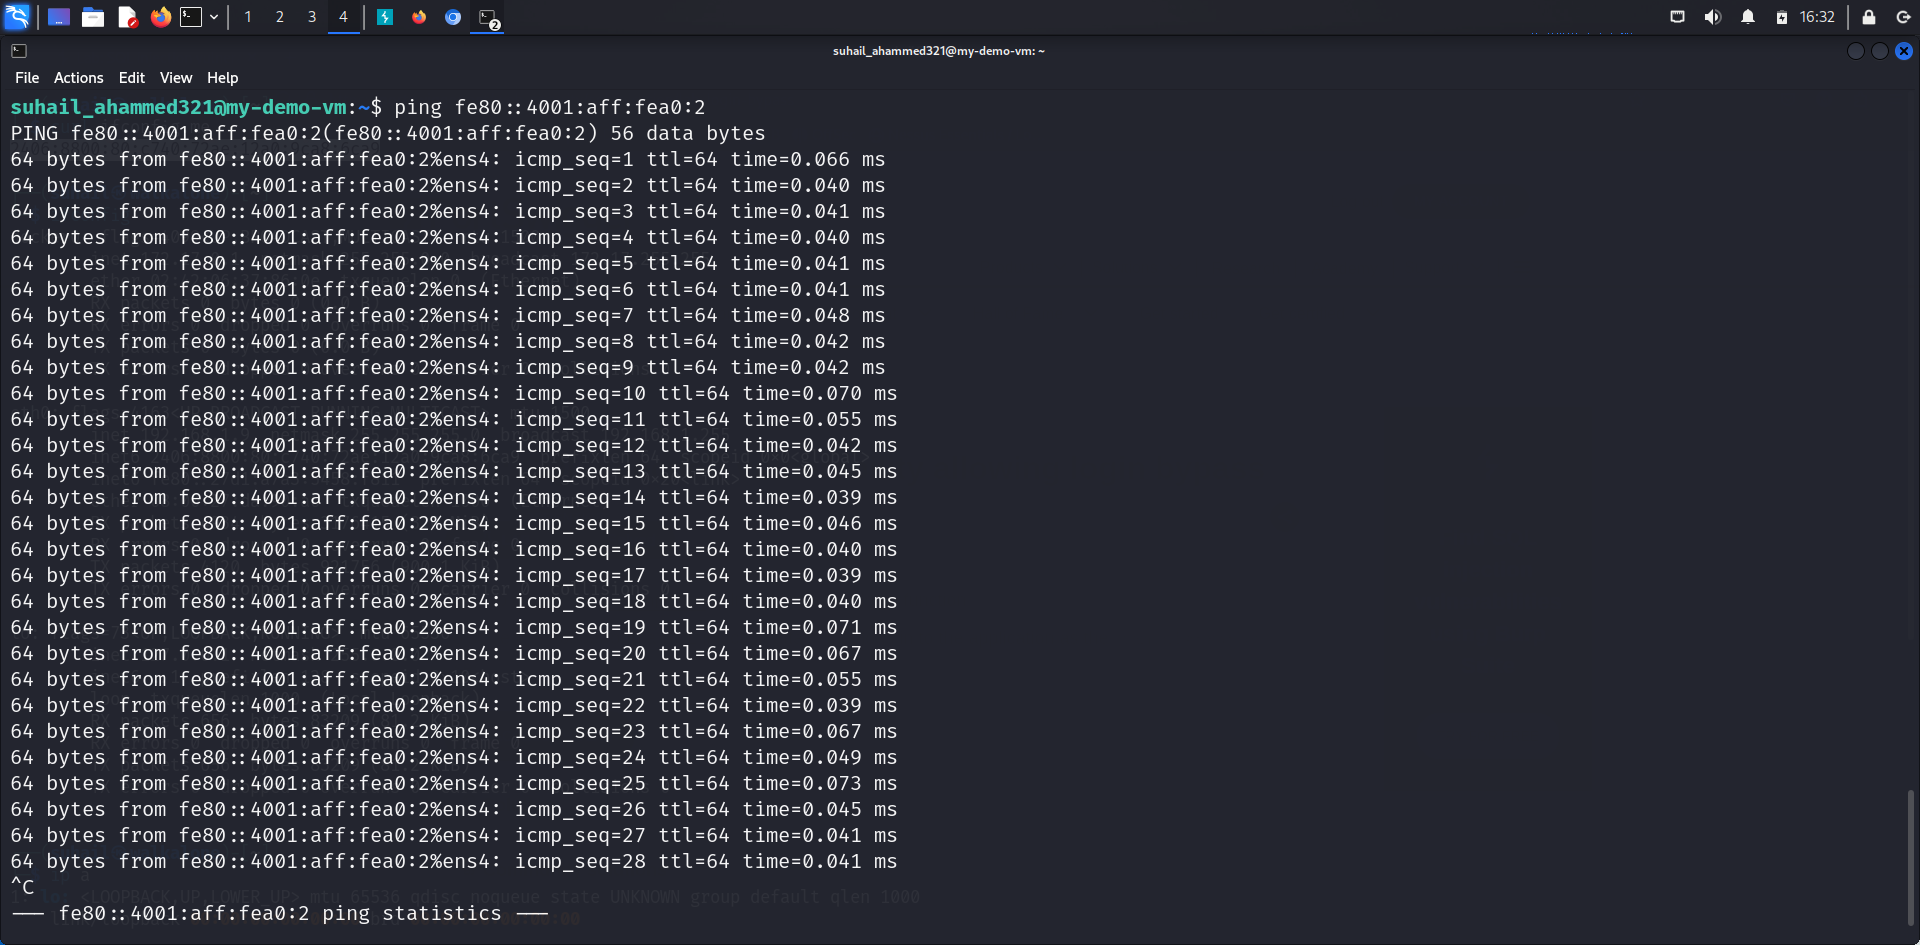 1 2 3 4 2 16:32
suhail_ahammed321@my-demo-vm: ~
File Actions Edit View Help
suhail_ahammed321@my-demo-vm:~$ ping fe80::4001:aff:fea0:2
PING fe80::4001:aff:fea0:2(fe80::4001:aff:fea0:2) 56 data bytes
64 bytes from fe80::4001:aff:fea0:2%ens4: icmp_seq=1 ttl=64 time=0.066 ms
64 bytes from fe80::4001:aff:fea0:2%ens4: icmp_seq=2 ttl=64 time=0.040 ms
64 bytes from fe80::4001:aff:fea0:2%ens4: icmp_seq=3 ttl=64 time=0.041 ms
64 bytes from fe80::4001:aff:fea0:2%ens4: icmp_seq=4 ttl=64 time=0.040 ms
64 bytes from fe80::4001:aff:fea0:2%ens4: icmp_seq=5 ttl=64 time=0.041 ms
64 bytes from fe80::4001:aff:fea0:2%ens4: icmp_seq=6 ttl=64 time=0.041 ms
64 bytes from fe80::4001:aff:fea0:2%ens4: icmp_seq=7 ttl=64 time=0.048 ms
64 bytes from fe80::4001:aff:fea0:2%ens4: icmp_seq=8 ttl=64 time=0.042 ms
64 bytes from fe80::4001:aff:fea0:2%ens4: icmp_seq=9 ttl=64 time=0.042 ms
64 bytes from fe80::4001:aff:fea0:2%ens4: icmp_seq=10 ttl=64 time=0.070 ms
64 bytes from fe80::4001:aff:fea0:2%ens4: icmp_seq=11 ttl=64 time=0.055 ms
64 bytes from fe80::4001:aff:fea0:2%ens4: icmp_seq=12 ttl=64 time=0.042 ms
64 bytes from fe80::4001:aff:fea0:2%ens4: icmp_seq=13 ttl=64 time=0.045 ms
64 bytes from fe80::4001:aff:fea0:2%ens4: icmp_seq=14 ttl=64 time=0.039 ms
64 bytes from fe80::4001:aff:fea0:2%ens4: icmp_seq=15 ttl=64 time=0.046 ms
64 bytes from fe80::4001:aff:fea0:2%ens4: icmp_seq=16 ttl=64 time=0.040 ms
64 bytes from fe80::4001:aff:fea0:2%ens4: icmp_seq=17 ttl=64 time=0.039 ms
64 bytes from fe80::4001:aff:fea0:2%ens4: icmp_seq=18 ttl=64 time=0.040 ms
64 bytes from fe80::4001:aff:fea0:2%ens4: icmp_seq=19 ttl=64 time=0.071 ms
64 bytes from fe80::4001:aff:fea0:2%ens4: icmp_seq=20 ttl=64 time=0.067 ms
64 bytes from fe80::4001:aff:fea0:2%ens4: icmp_seq=21 ttl=64 time=0.055 ms
64 bytes from fe80::4001:aff:fea0:2%ens4: icmp_seq=22 ttl=64 time=0.039 ms
64 bytes from fe80::4001:aff:fea0:2%ens4: icmp_seq=23 ttl=64 time=0.067 ms
64 bytes from fe80::4001:aff:fea0:2%ens4: icmp_seq=24 ttl=64 time=0.049 ms
64 bytes from fe80::4001:aff:fea0:2%ens4: icmp_seq=25 ttl=64 time=0.073 ms
64 bytes from fe80::4001:aff:fea0:2%ens4: icmp_seq=26 ttl=64 time=0.045 ms
64 bytes from fe80::4001:aff:fea0:2%ens4: icmp_seq=27 ttl=64 time=0.041 ms
64 bytes from fe80::4001:aff:fea0:2%ens4: icmp_seq=28 ttl=64 time=0.041 ms
^C
<LOOPBACK,UP,LOWER_UP> mtu 65536 qdisc noqueue state UNKNOWN group default qlen 1000
--- fe80::4001:aff:fea0:2 ping statistics ---